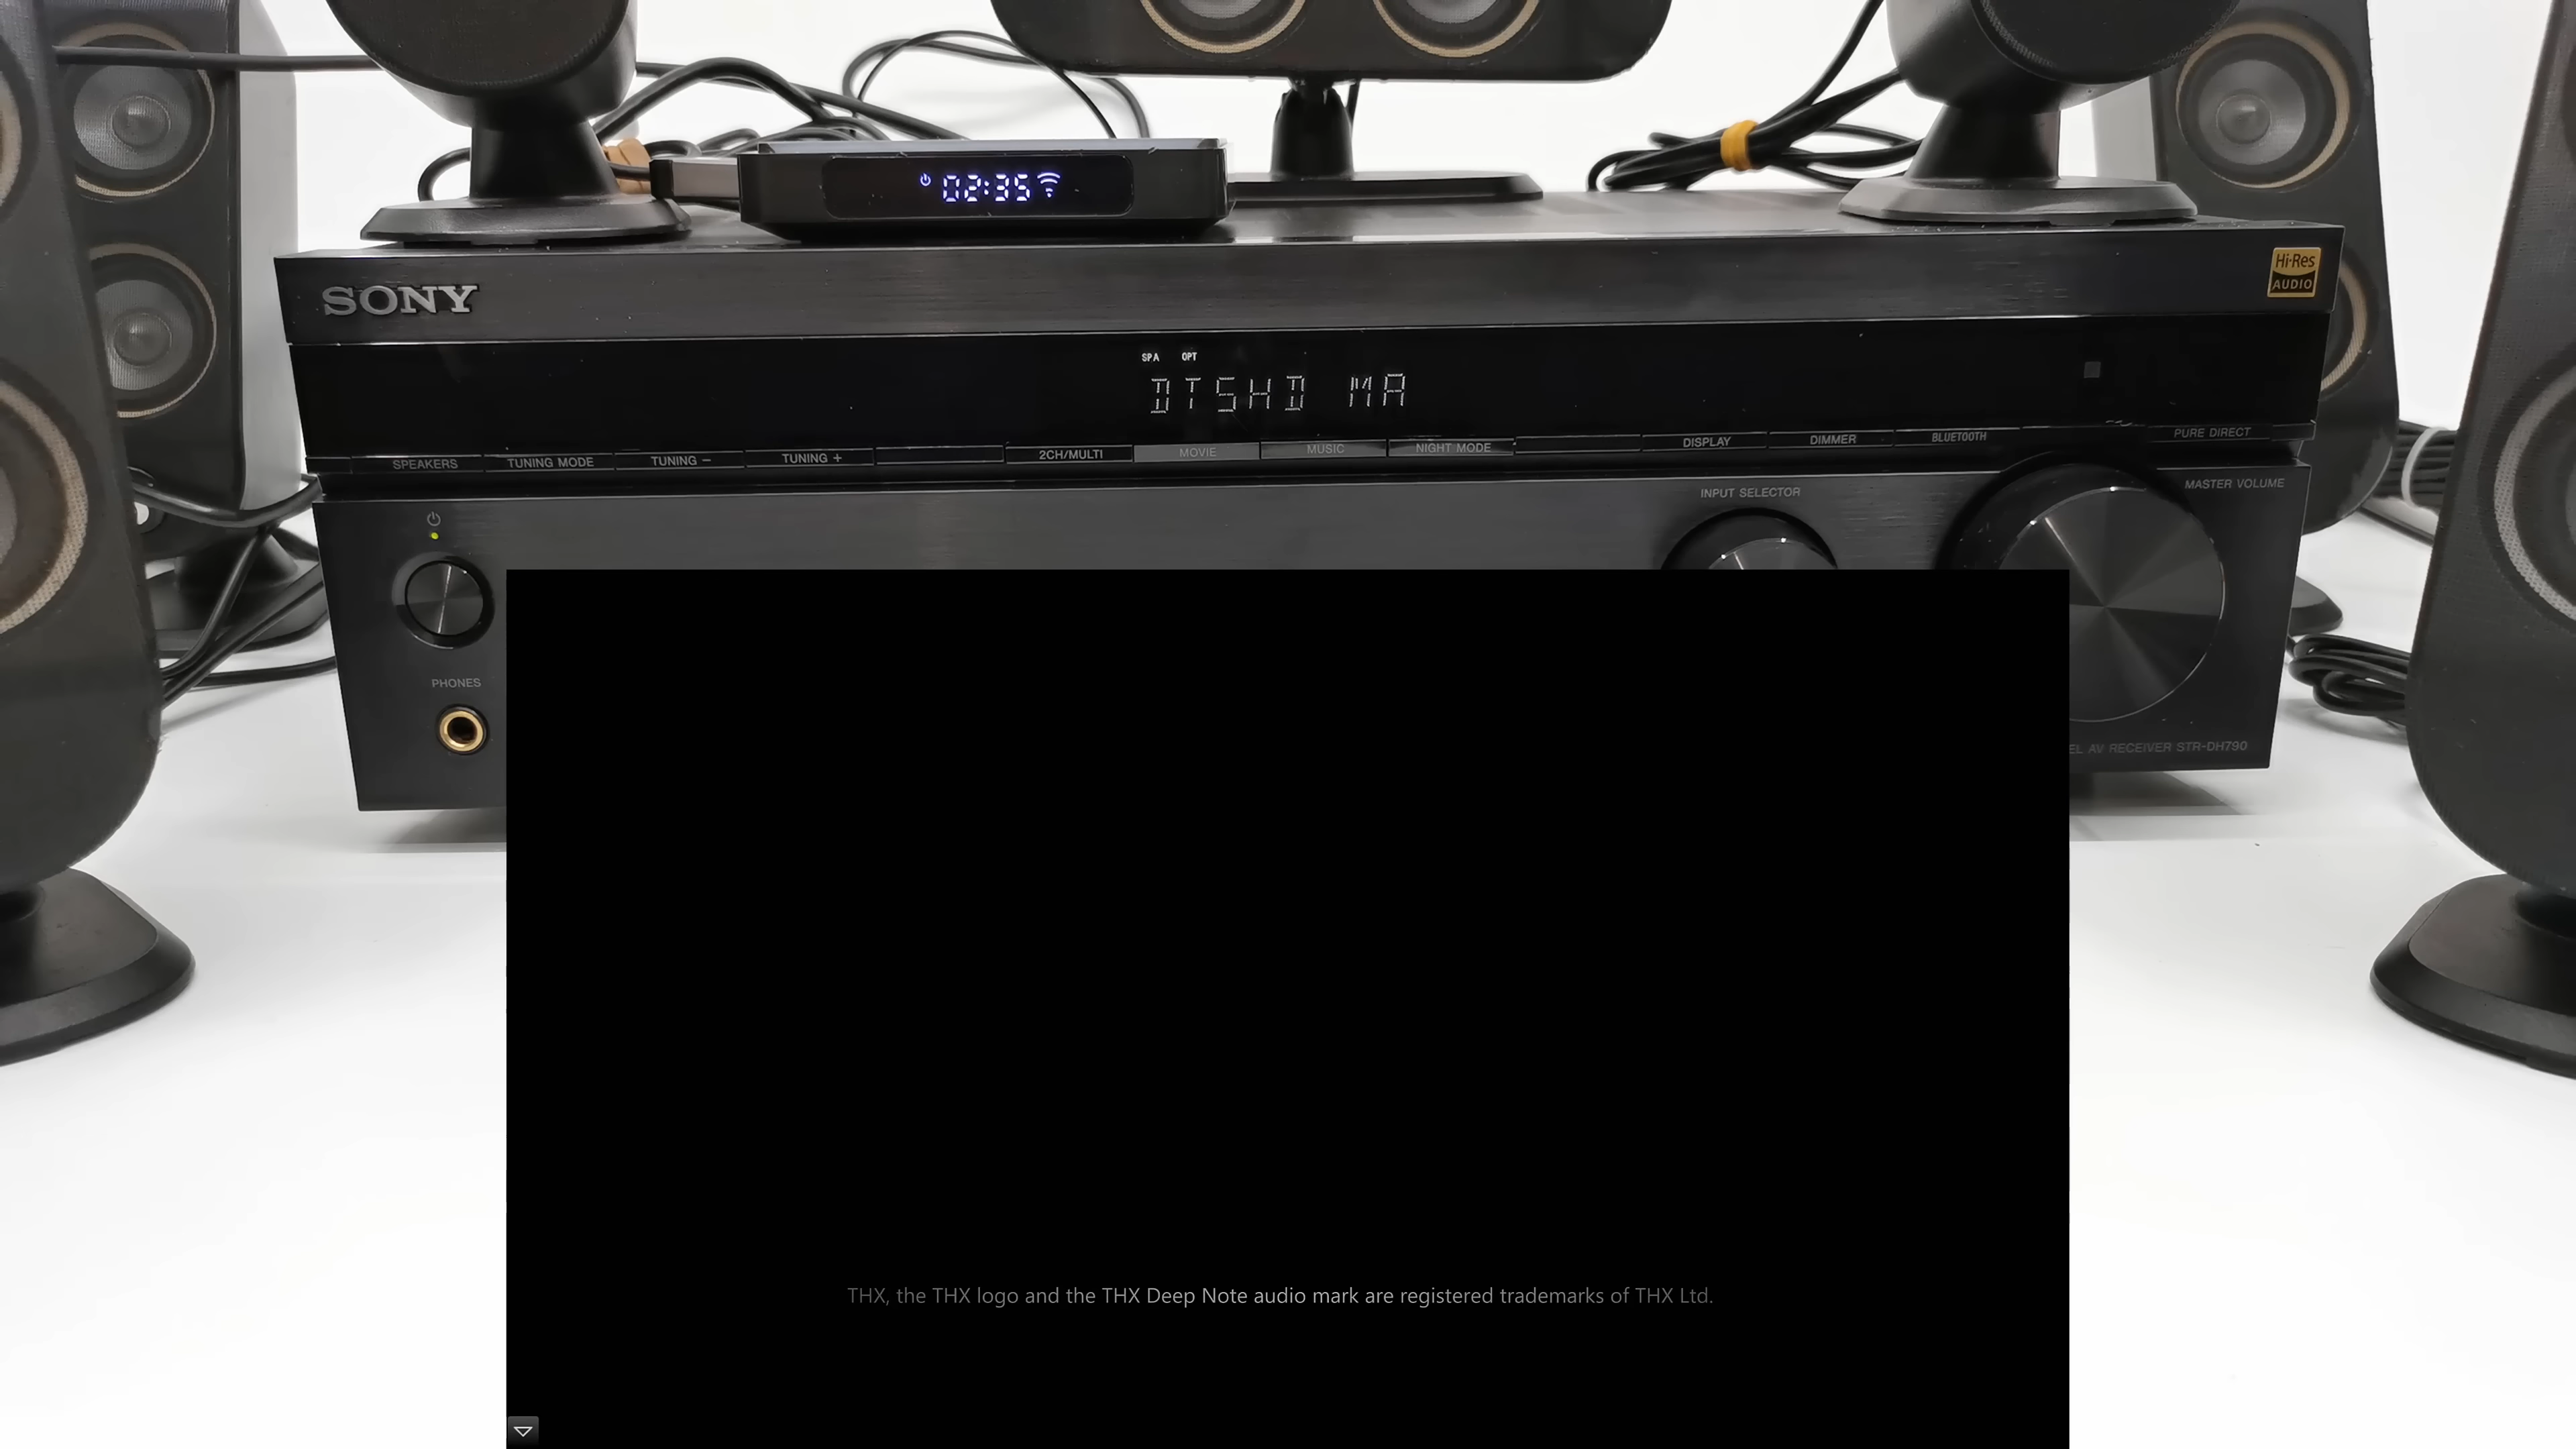 02:35
SONY
Hi-Res
AUDIO
SP A OPT
DTSHD MA
SPEAKERS
TUNING MODE
TUNING –
TUNING +
2CH/MULTI
MOVIE
MUSIC
NIGHT MODE
DISPLAY
DIMMER
BLUETOOTH
PURE DIRECT
INPUT SELECTOR
MASTER VOLUME
PHONES
EL AV RECEIVER STR-DH790
THX, the THX logo and the THX Deep Note audio mark are registered trademarks of THX Ltd.